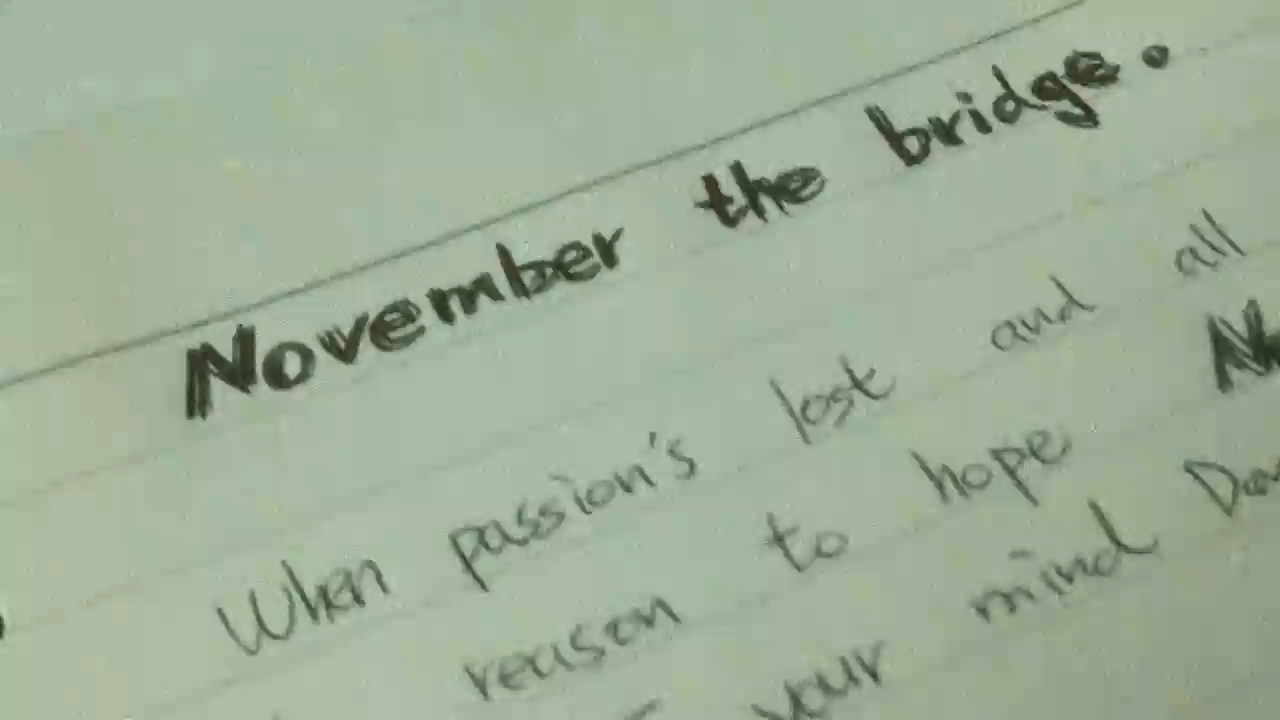 November the bridge.
When passion's lost and all
reason to hope
your mind